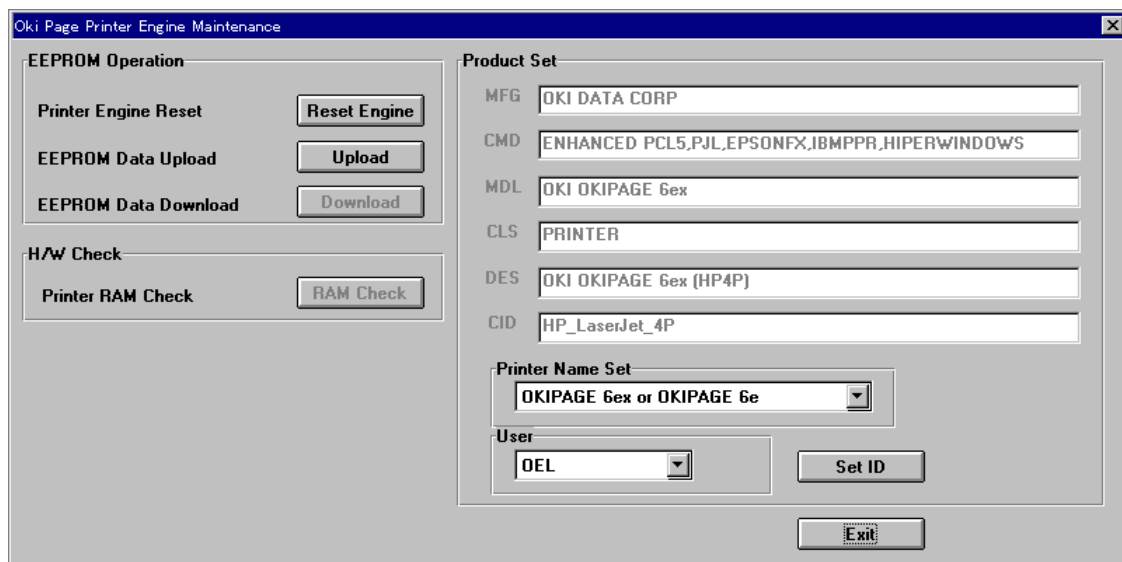 Oki Page Printer Engine Maintenance
EEPROM Operation
Printer Engine Reset Reset Engine
EEPROM Data Upload Upload
EEPROM Data Download Download
H/W Check
Printer RAM Check RAM Check
Product Set
MFG OKI DATA CORP
CMD ENHANCED PCL5,PJL,EPSONFX,IBMPPR,HIPERWINDOWS
MDL OKI OKIPAGE 6ex
CLS PRINTER
DES OKI OKIPAGE 6ex (HP4P)
CID HP_LaserJet_4P
Printer Name Set
OKIPAGE 6ex or OKIPAGE 6e
User
OEL Set ID
Exit